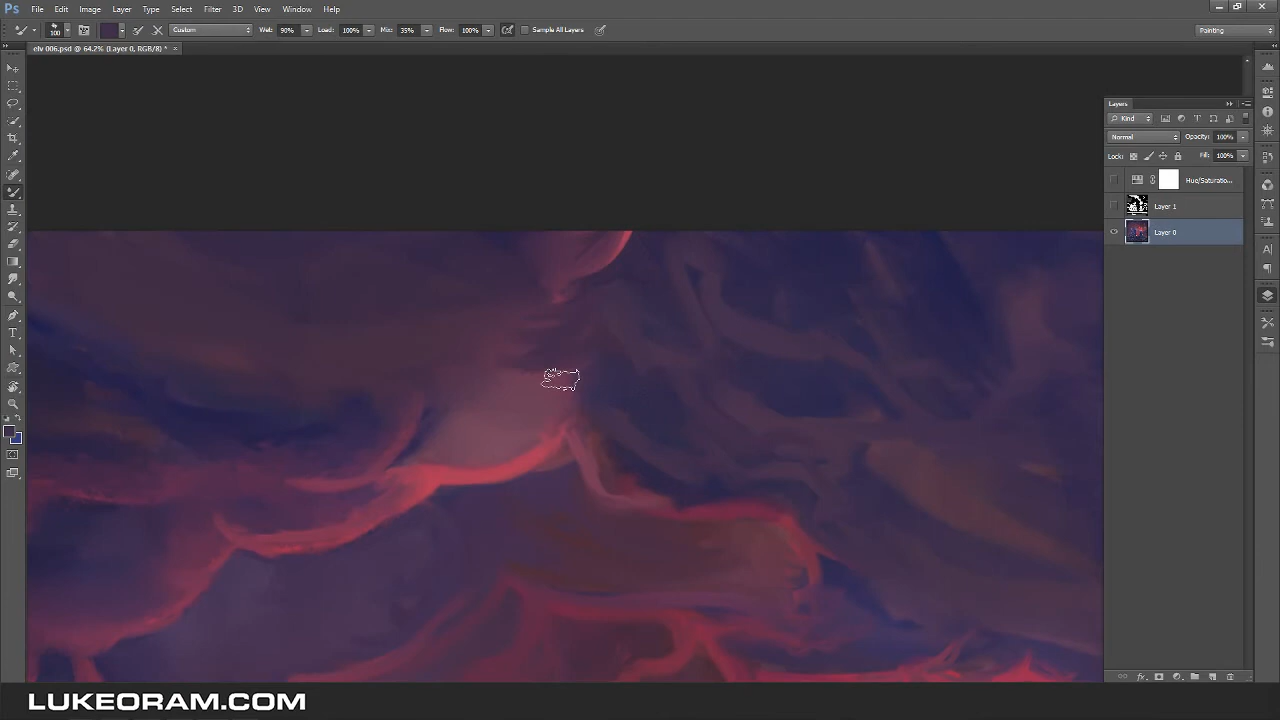 Ps File Edit Image Layer Type Select Filter 3D View Window Help
100 Custom Wet: 90% Load: 100% Mix: 35% Flow: 100% Sample All Layers Painting
elv 006.psd @ 64.2% (Layer 0, RGB/8) * ×
Layers
Kind
Normal Opacity: 100%
Lock: Fill: 100%
Hue/Saturatio...
Layer 1
Layer 0
LUKEORAM.COM